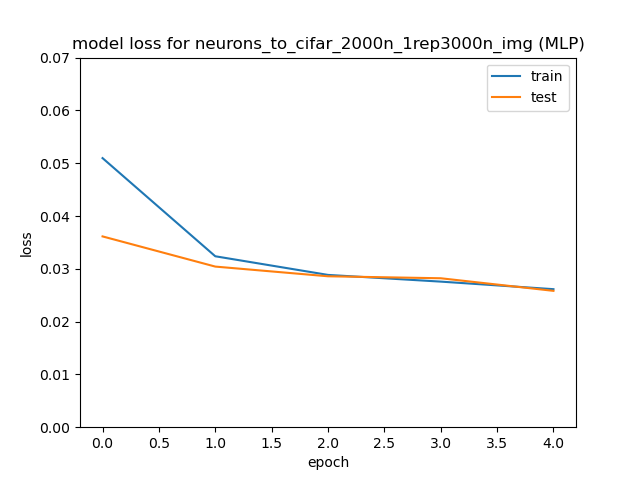 model loss for neurons_to_cifar_2000n_1rep3000n_img (MLP)
0.07
0.06
0.05
0.04
0.03
0.02
0.01
0.00
loss
train
test
0.0 0.5 1.0 1.5 2.0 2.5 3.0 3.5 4.0
epoch